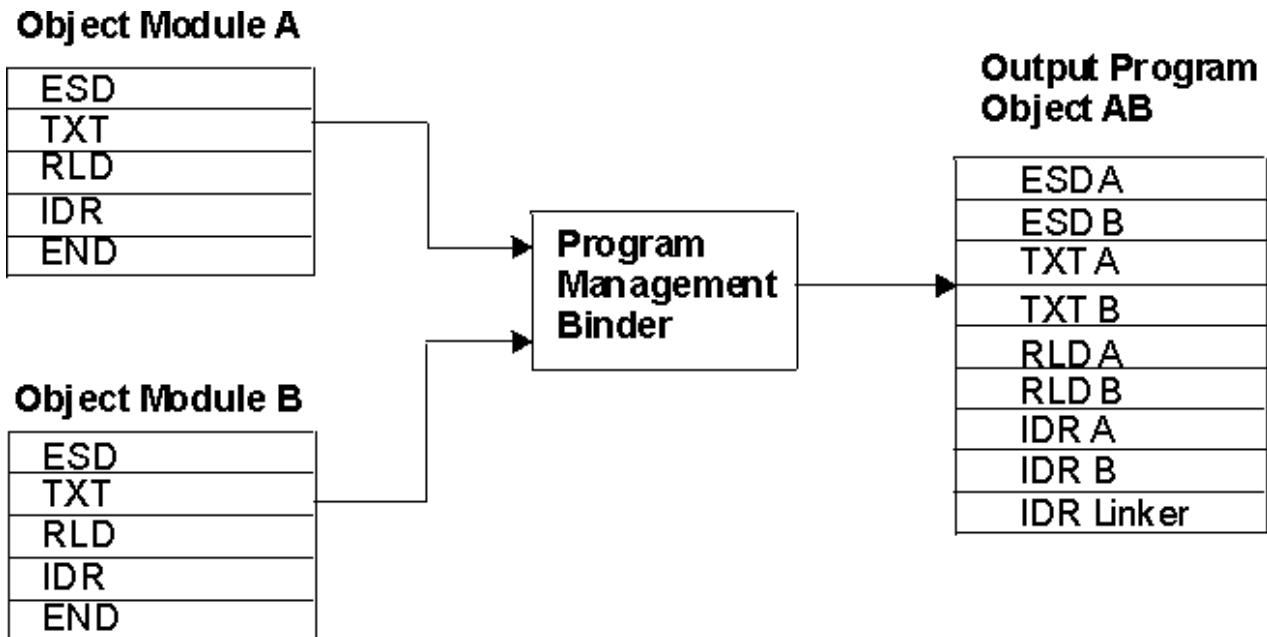 Object Module A
ESD
TXT
RLD
IDR
END
Object Module B
ESD
TXT
RLD
IDR
END
Program
Management
Binder
Output Program
Object AB
ESD A
ESD B
TXT A
TXT B
RLD A
RLD B
IDR A
IDR B
IDR Linker